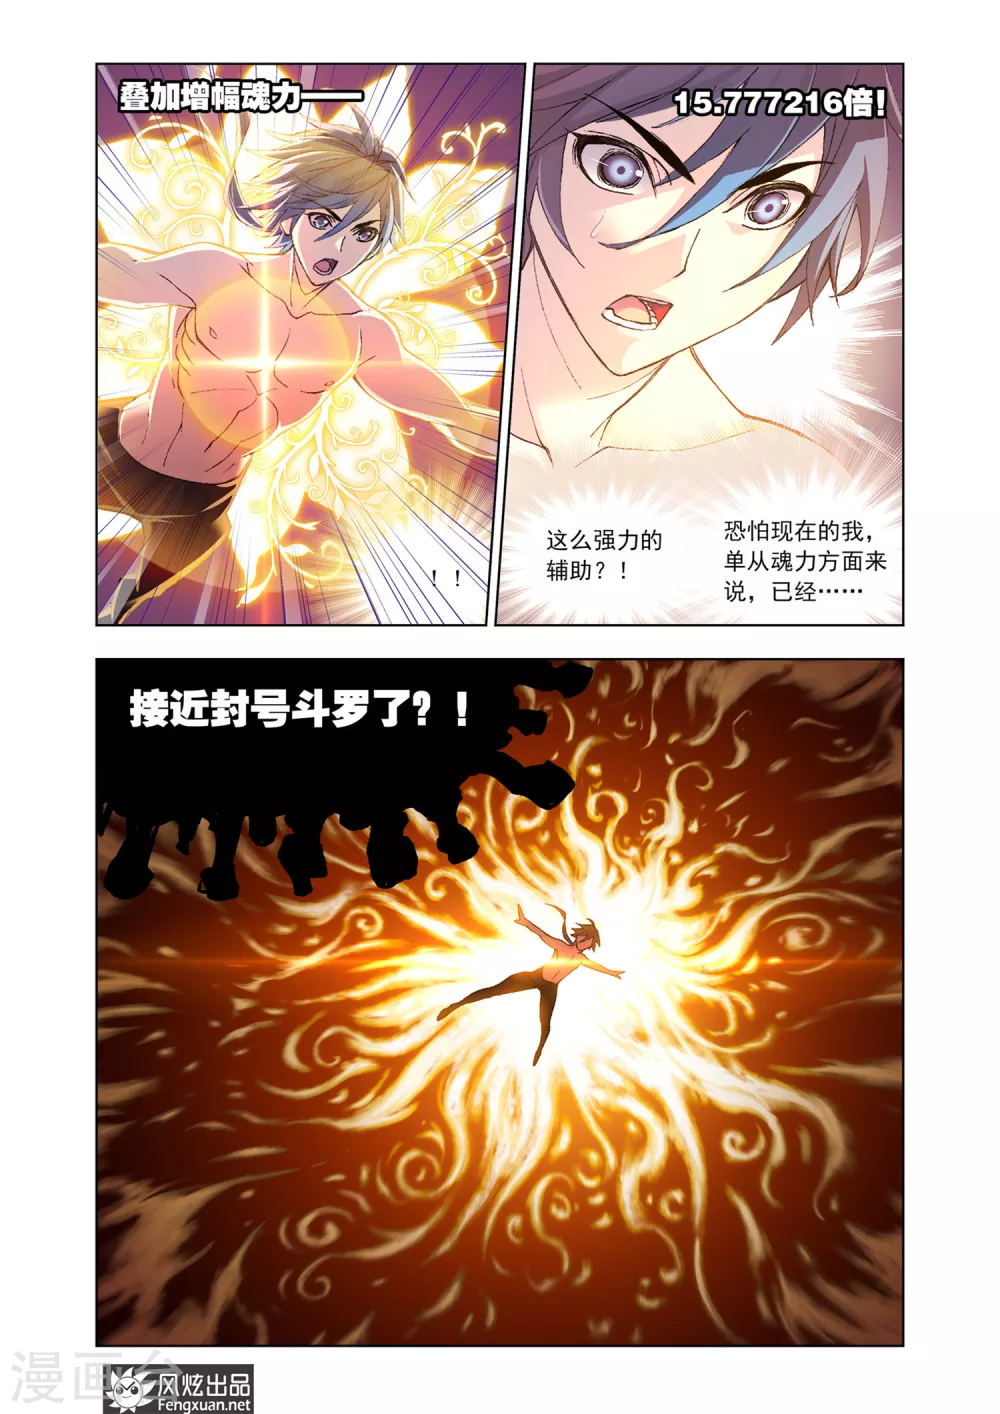 叠加增幅魂力——
15.777216倍！
！！
这么强力的
辅助？！
恐怕现在的我，
单从魂力方面来
说，已经……
接近封号斗罗了？！
漫画台
风炫出品
Fengxuan.net